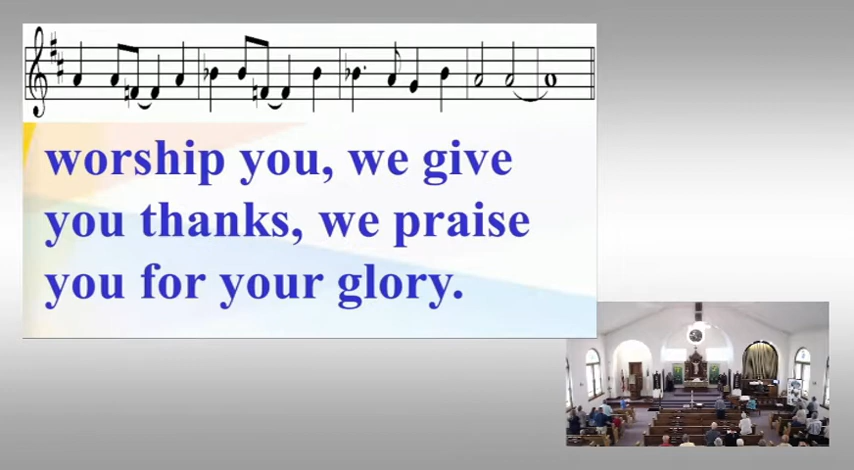 worship you, we give
you thanks, we praise
you for your glory.